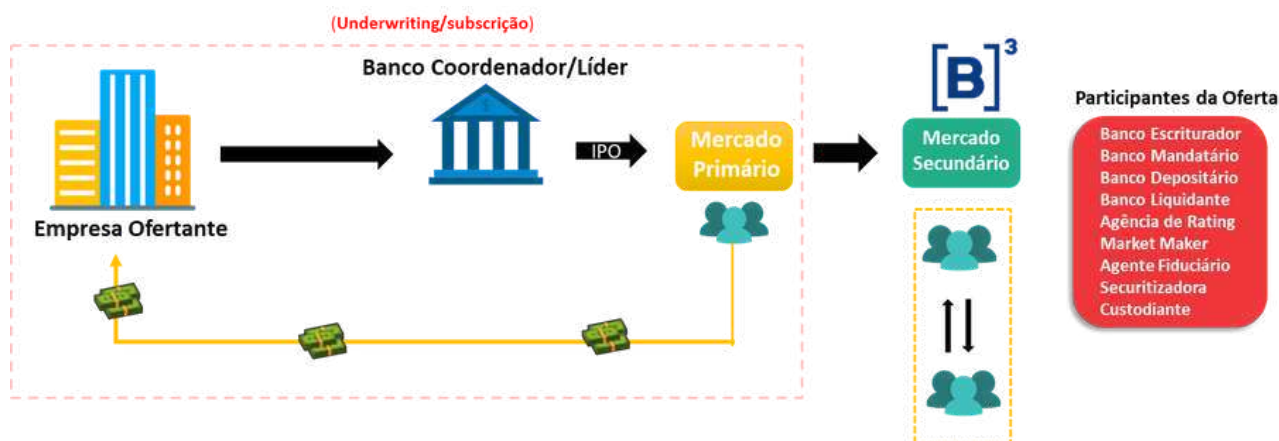 (Underwriting/subscrição)
Banco Coordenador/Líder
Empresa Ofertante
IPO
Mercado
Primário
[B]³
Mercado
Secundário
Participantes da Oferta
Banco Escriturador
Banco Mandatário
Banco Depositário
Banco Liquidante
Agência de Rating
Market Maker
Agente Fiduciário
Securitizadora
Custodiante